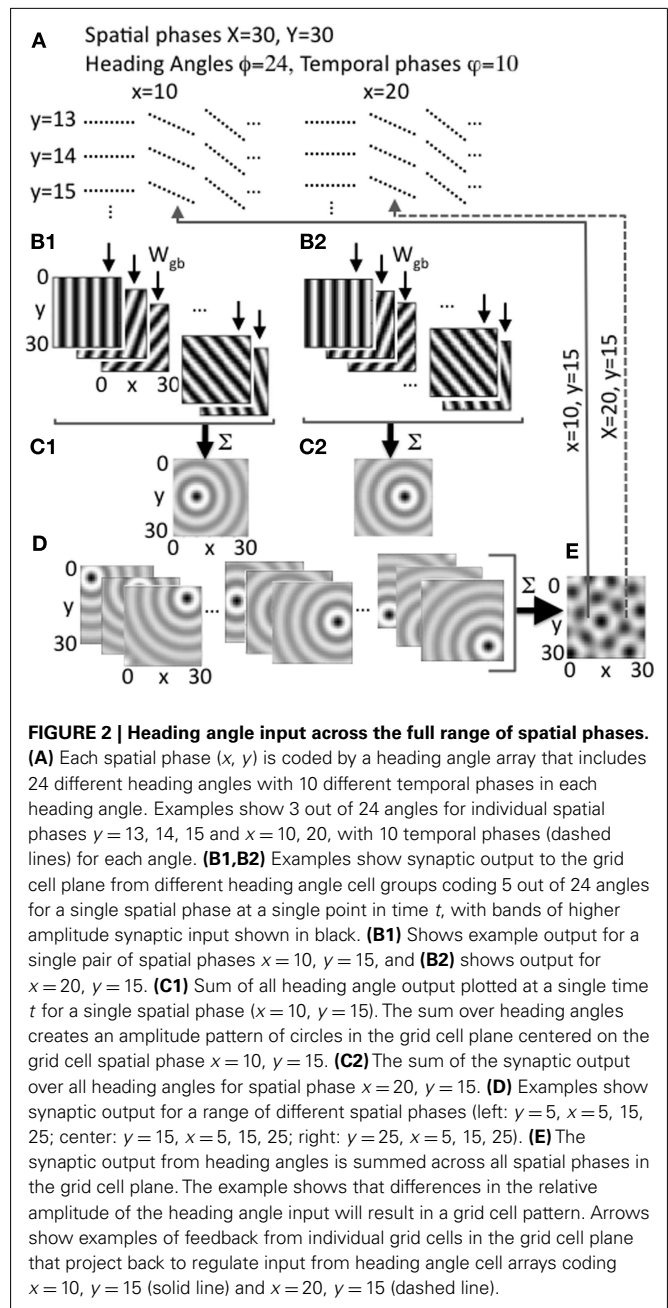 A
Spatial phases X=30, Y=30
Heading Angles ϕ=24, Temporal phases φ=10
x=10 x=20
y=13 ...
y=14 ...
y=15 ...
B1 B2
W_gb W_gb
0 0
y y
30 30
... ...
0 x 30 ...
x=10, y=15
X=20, y=15
C1 Σ C2 Σ
0
y
30
0 x 30
D E
0 ... ... Σ 0
y y
30 30
0 x 30 0 x 30
FIGURE 2 | Heading angle input across the full range of spatial phases.
(A) Each spatial phase (x, y) is coded by a heading angle array that includes
24 different heading angles with 10 different temporal phases in each
heading angle. Examples show 3 out of 24 angles for individual spatial
phases y = 13, 14, 15 and x = 10, 20, with 10 temporal phases (dashed
lines) for each angle. (B1,B2) Examples show synaptic output to the grid
cell plane from different heading angle cell groups coding 5 out of 24 angles
for a single spatial phase at a single point in time t, with bands of higher
amplitude synaptic input shown in black. (B1) Shows example output for a
single pair of spatial phases x = 10, y = 15, and (B2) shows output for
x = 20, y = 15. (C1) Sum of all heading angle output plotted at a single time
t for a single spatial phase (x = 10, y = 15). The sum over heading angles
creates an amplitude pattern of circles in the grid cell plane centered on
the grid cell spatial phase x = 10, y = 15. (C2) The sum of the synaptic output
over all heading angles for spatial phase x = 20, y = 15. (D) Examples show
synaptic output for a range of different spatial phases (left: y = 5, x = 5, 15,
25; center: y = 15, x = 5, 15, 25; right: y = 25, x = 5, 15, 25). (E) The
synaptic output from heading angles is summed across all spatial phases in
the grid cell plane. The example shows that differences in the relative
amplitude of the heading angle input will result in a grid cell pattern. Arrows
show examples of feedback from individual grid cells in the grid cell plane
that project back to regulate input from heading angle cell arrays coding
x = 10, y = 15 (solid line) and x = 20, y = 15 (dashed line).